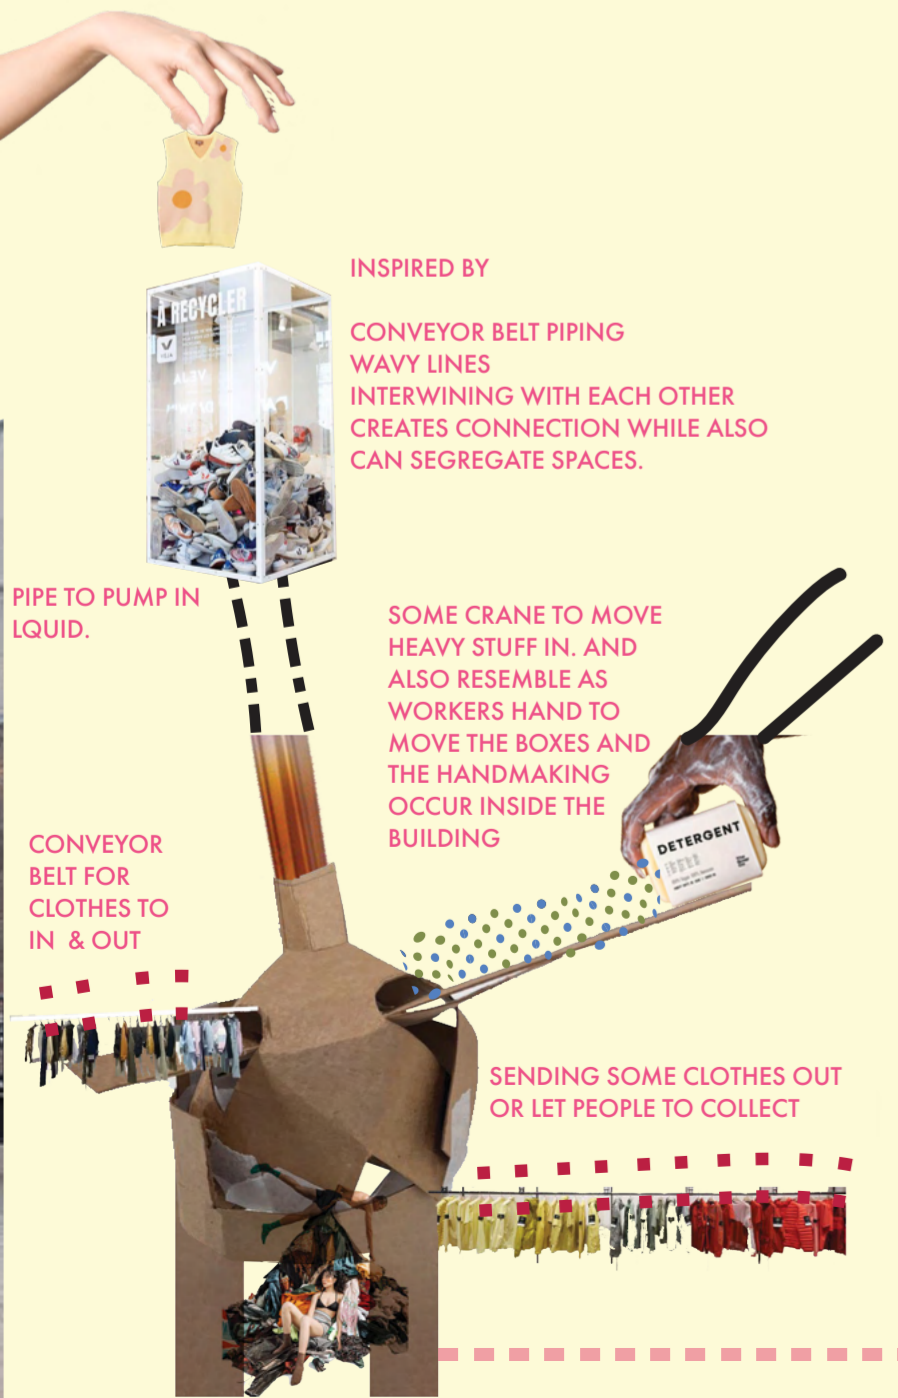 A RECYCLER
VEJA
INSPIRED BY
CONVEYOR BELT PIPING
WAVY LINES
INTERWINING WITH EACH OTHER
CREATES CONNECTION WHILE ALSO
CAN SEGREGATE SPACES.
PIPE TO PUMP IN
LQUID.
SOME CRANE TO MOVE
HEAVY STUFF IN. AND
ALSO RESEMBLE AS
WORKERS HAND TO
MOVE THE BOXES AND
THE HANDMAKING
OCCUR INSIDE THE
BUILDING
DETERGENT
CONVEYOR
BELT FOR
CLOTHES TO
IN & OUT
SENDING SOME CLOTHES OUT
OR LET PEOPLE TO COLLECT